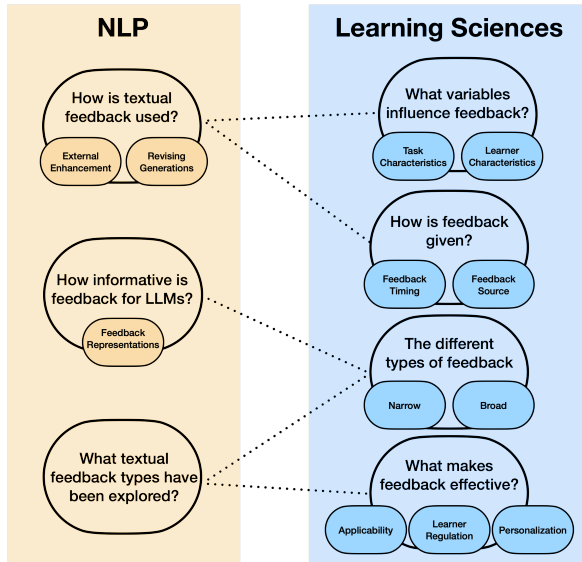 NLP
How is textual
feedback used?
External
Enhancement
Revising
Generations
How informative is
feedback for LLMs?
Feedback
Representations
What textual
feedback types have
been explored?
Learning Sciences
What variables
influence feedback?
Task
Characteristics
Learner
Characteristics
How is feedback
given?
Feedback
Timing
Feedback
Source
The different
types of feedback
Narrow
Broad
What makes
feedback effective?
Applicability
Learner
Regulation
Personalization